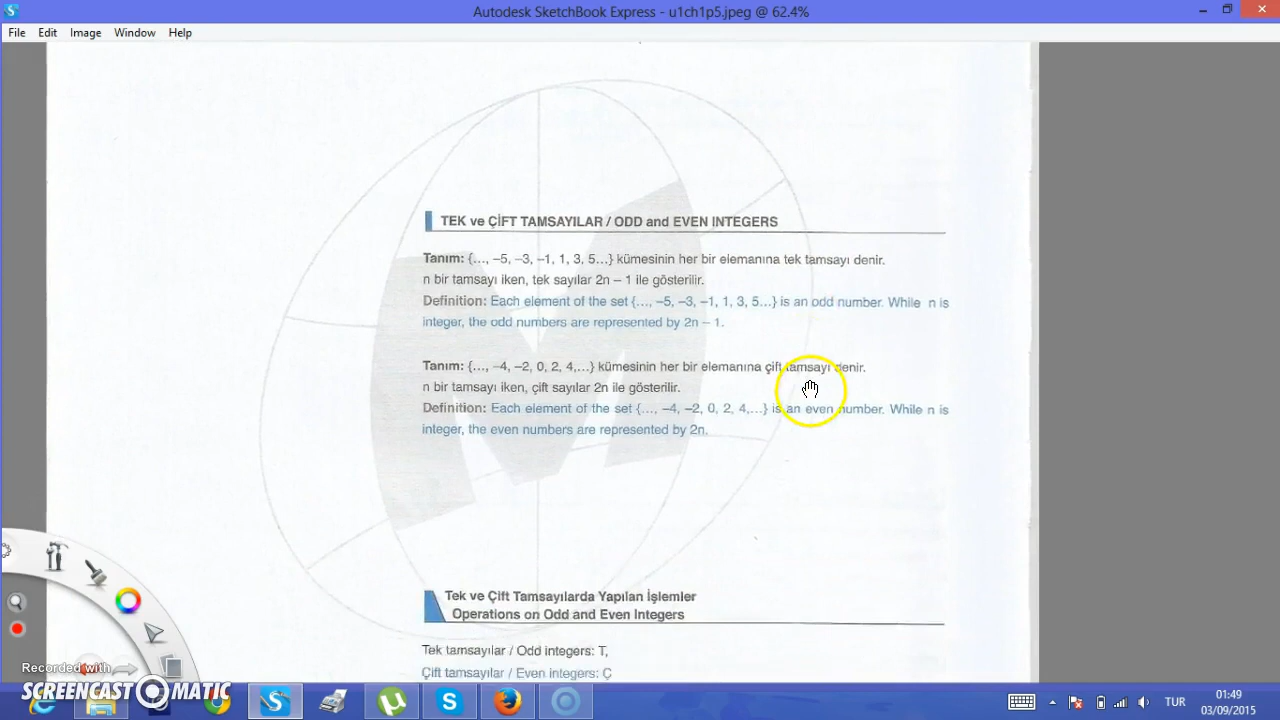 Autodesk SketchBook Express - u1ch1p5.jpeg @ 62.4%
File Edit Image Window Help
TEK ve ÇİFT TAMSAYILAR / ODD and EVEN INTEGERS
Tanım: {..., –5, –3, –1, 1, 3, 5...} kümesinin her bir elemanına tek tamsayı denir.
n bir tamsayı iken, tek sayılar 2n – 1 ile gösterilir.
Definition: Each element of the set {..., –5, –3, –1, 1, 3, 5...} is an odd number. While n is
integer, the odd numbers are represented by 2n – 1.
Tanım: {..., –4, –2, 0, 2, 4,...} kümesinin her bir elemanına çift tamsayı denir.
n bir tamsayı iken, çift sayılar 2n ile gösterilir.
Definition: Each element of the set {..., –4, –2, 0, 2, 4,...} is an even number. While n is
integer, the even numbers are represented by 2n.
Tek ve Çift Tamsayılarda Yapılan İşlemler
Operations on Odd and Even Integers
Tek tamsayılar / Odd integers: T,
Çift tamsayılar / Even integers: Ç
Recorded with
SCREENCAST MATIC
TUR
01:49
03/09/2015